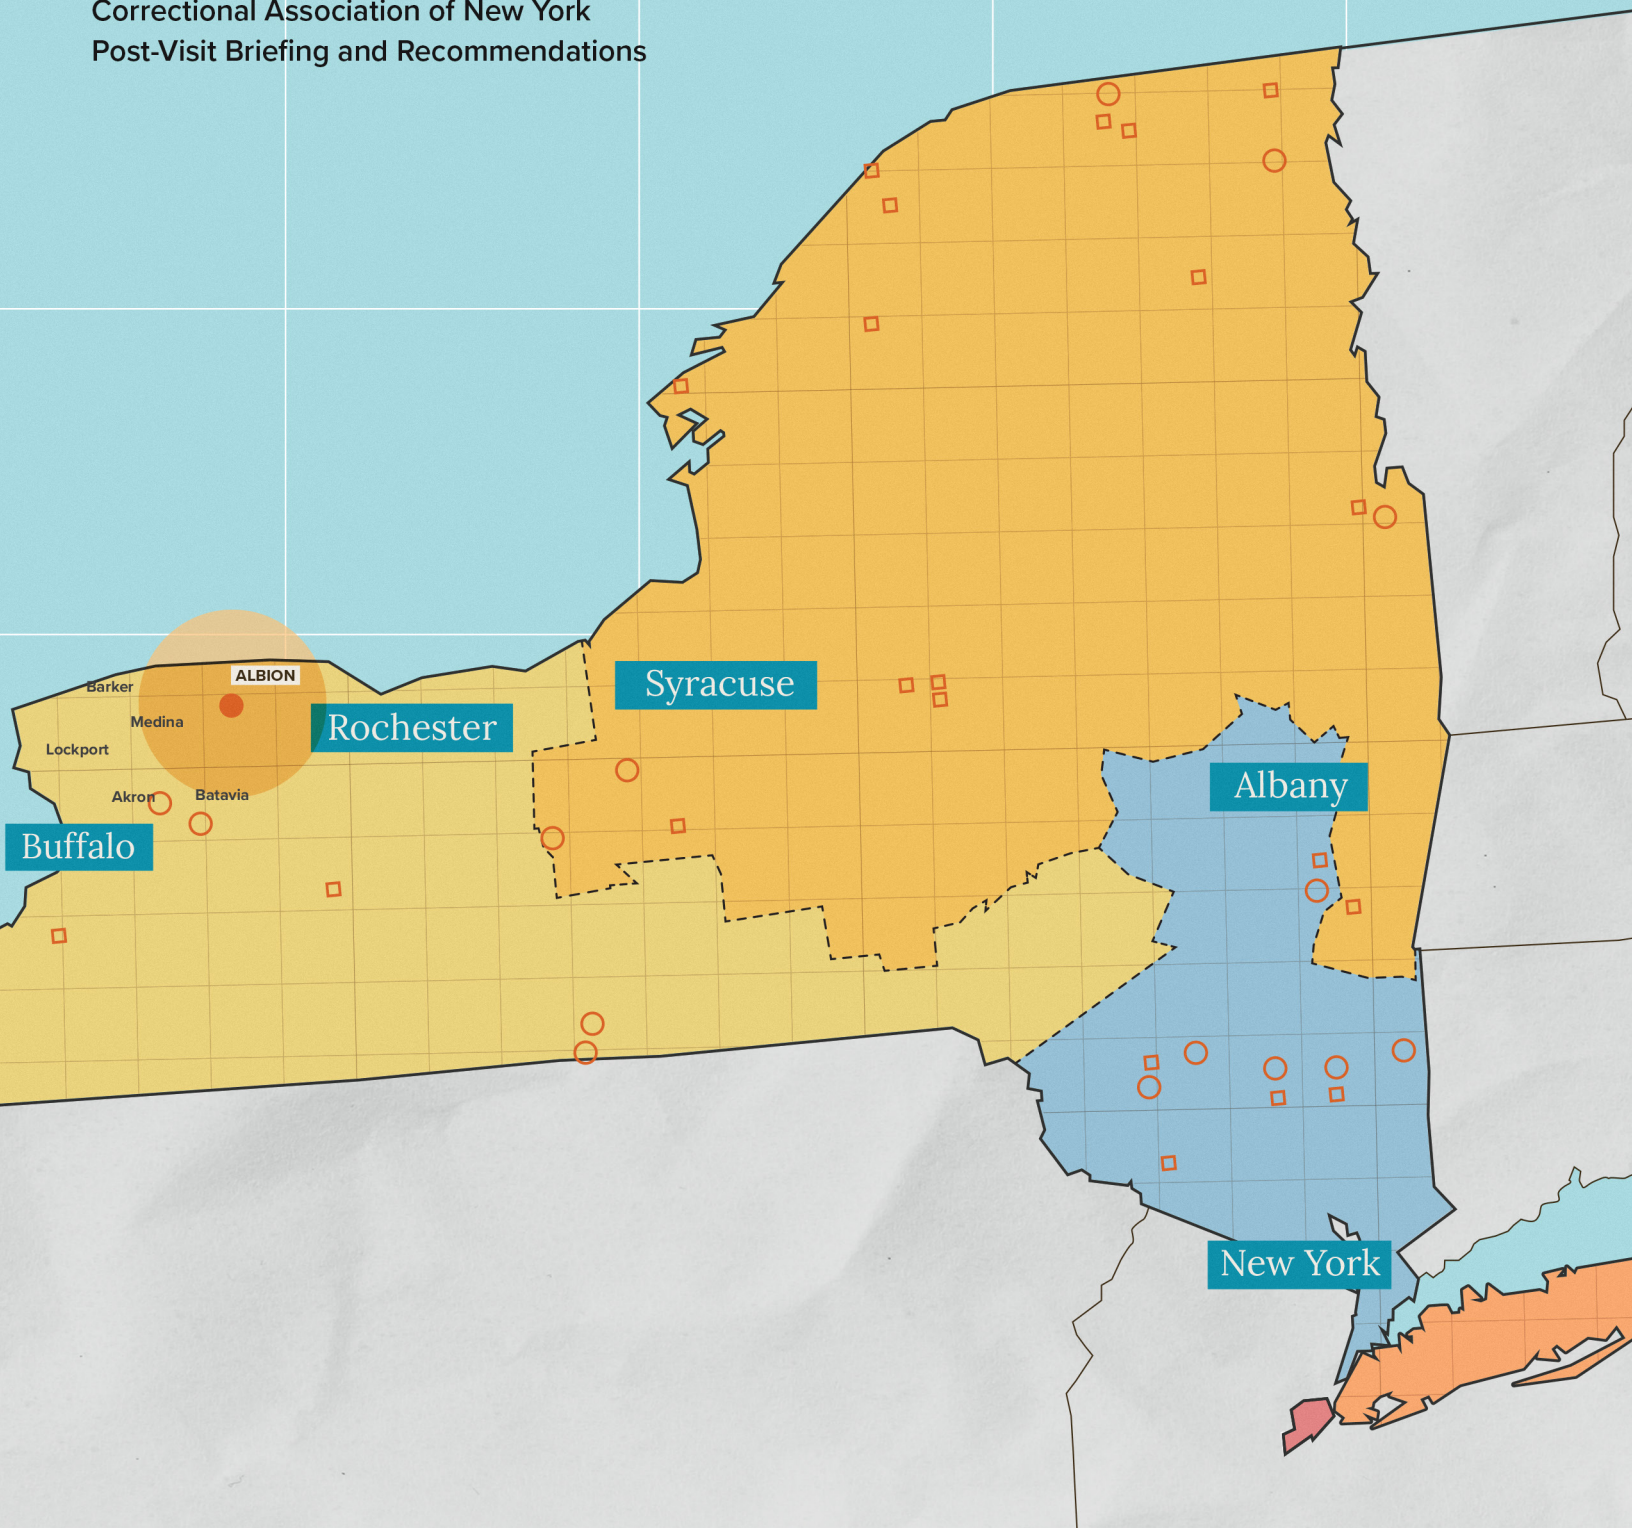 Correctional Association of New York
Post-Visit Briefing and Recommendations
ALBION
Barker
Syracuse
Medina
Rochester
Lockport
Albany
Akron
Batavia
Buffalo
New York